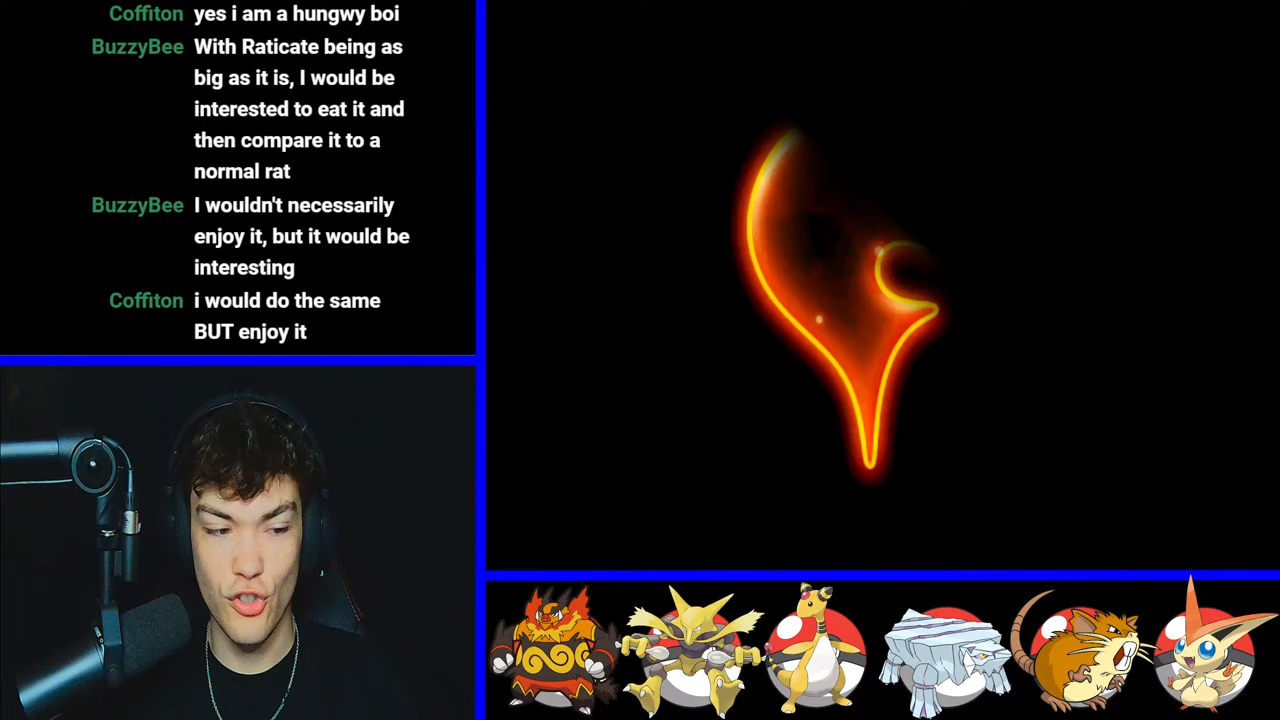 Coffiton yes i am a hungwy boi
BuzzyBee With Raticate being as
big as it is, I would be
interested to eat it and
then compare it to a
normal rat
BuzzyBee I wouldn't necessarily
enjoy it, but it would be
interesting
Coffiton i would do the same
BUT enjoy it